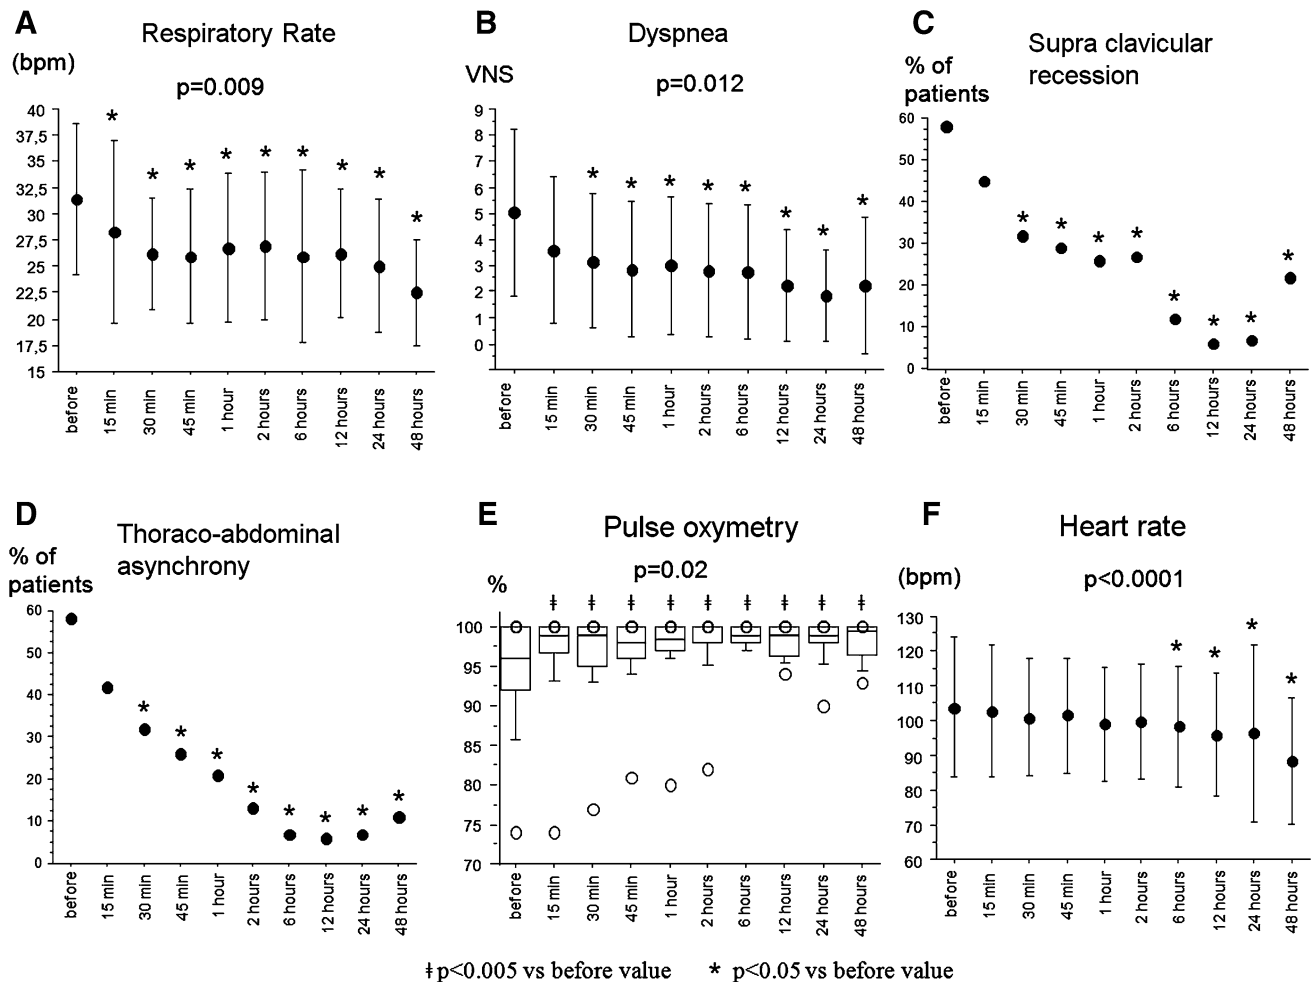 A
Respiratory Rate
(bpm)
p=0.009
40
37,5
35
32,5
30
27,5
25
22,5
20
17,5
15
before
15 min
30 min
45 min
1 hour
2 hours
6 hours
12 hours
24 hours
48 hours
B
Dyspnea
VNS
p=0.012
9
8
7
6
5
4
3
2
1
0
before
15 min
30 min
45 min
1 hour
2 hours
6 hours
12 hours
24 hours
48 hours
C
Supra clavicular
recession
% of
patients
60
50
40
30
20
10
0
before
15 min
30 min
45 min
1 hour
2 hours
6 hours
12 hours
24 hours
48 hours
D
Thoraco-abdominal
asynchrony
% of
patients
60
50
40
30
20
10
0
before
15 min
30 min
45 min
1 hour
2 hours
6 hours
12 hours
24 hours
48 hours
E
Pulse oxymetry
p=0.02
%
100
95
90
85
80
75
70
before
15 min
30 min
45 min
1 hour
2 hours
6 hours
12 hours
24 hours
48 hours
F
Heart rate
(bpm)
p<0.0001
130
120
110
100
90
80
70
60
before
15 min
30 min
45 min
1 hour
2 hours
6 hours
12 hours
24 hours
48 hours
ǂ p<0.005 vs before value * p<0.05 vs before value